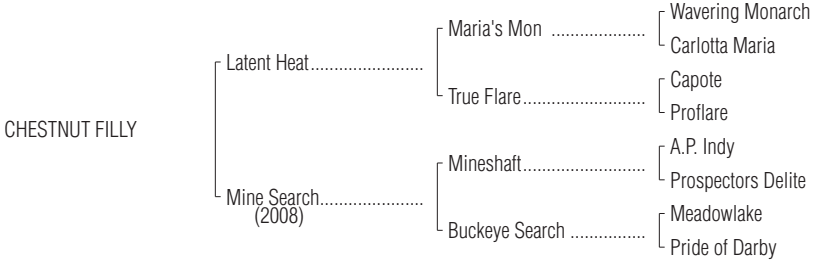 Wavering Monarch
Maria's Mon ....................
Carlotta Maria
Latent Heat........................
Capote
True Flare..........................
Proflare
CHESTNUT FILLY
A.P. Indy
Mineshaft..........................
Prospectors Delite
Mine Search......................
(2008)
Meadowlake
Buckeye Search ................
Pride of Darby